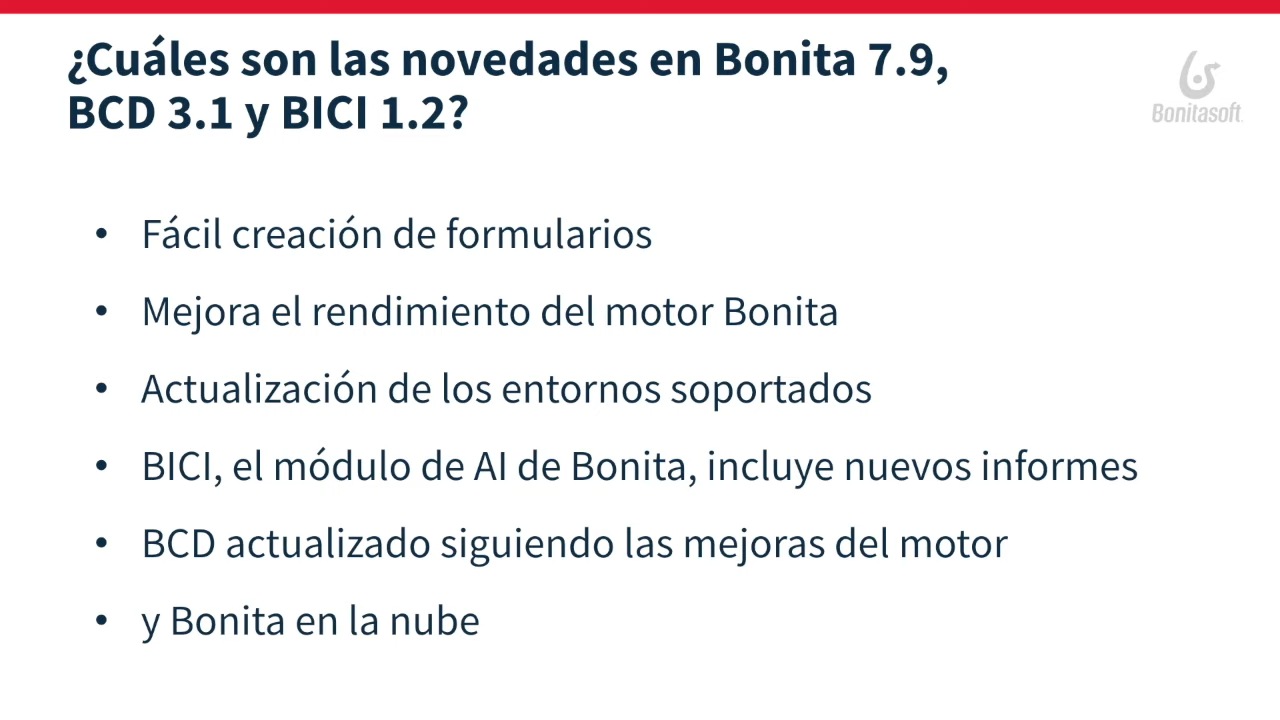 ¿Cuáles son las novedades en Bonita 7.9,
BCD 3.1 y BICI 1.2?
Bonitasoft
• Fácil creación de formularios
• Mejora el rendimiento del motor Bonita
• Actualización de los entornos soportados
• BICI, el módulo de AI de Bonita, incluye nuevos informes
• BCD actualizado siguiendo las mejoras del motor
• y Bonita en la nube